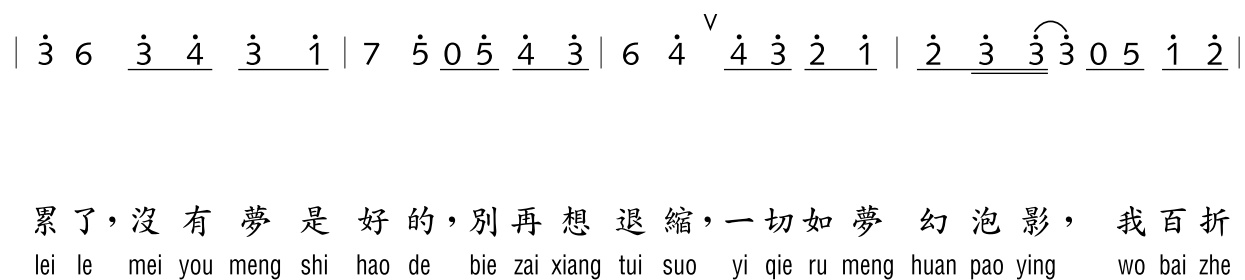 | 3̇ 6 3̇ 4̇ 3̇ 1̇ | 7 5̇ 0 5̇ 4̇ 3̇ | 6 4̇ ∨ 4̇ 3̇ 2̇ 1̇ | 2̇ 3̇ 3̇ 3̇ 0 5 1̇ 2̇ |
累了，沒有夢是好的，別再想退縮，一切如夢幻泡影，我百折
lei le mei you meng shi hao de bie zai xiang tui suo yi qie ru meng huan pao ying wo bai zhe